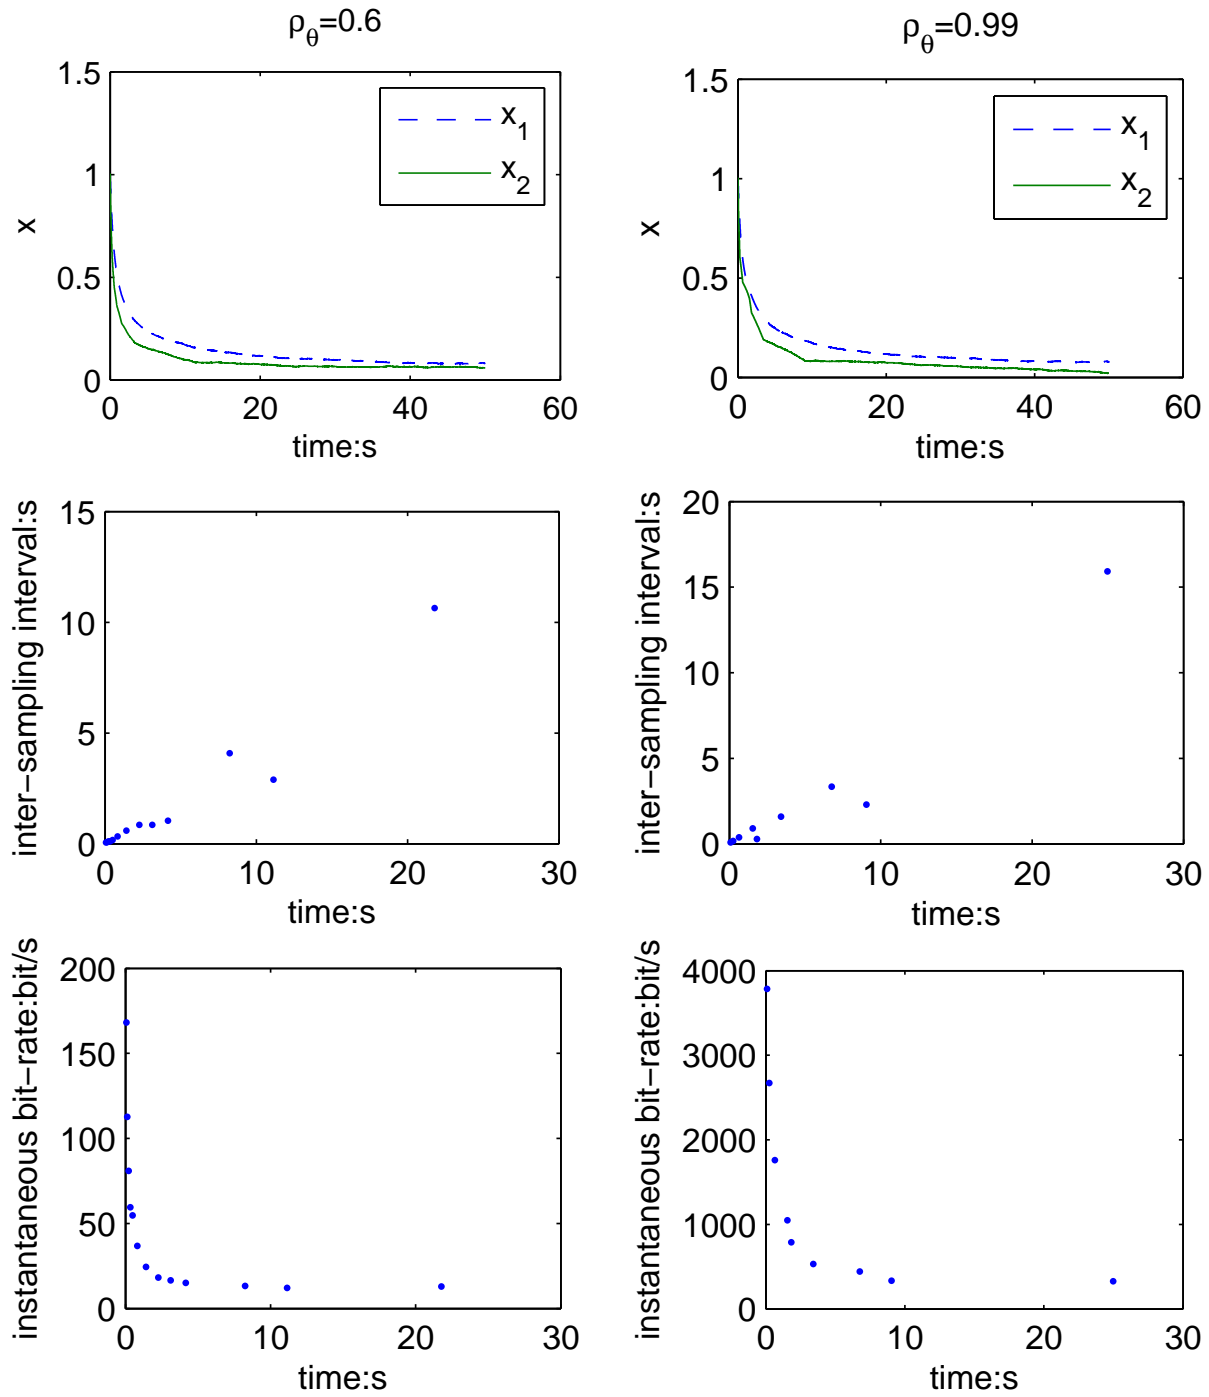 ρθ=0.6
1.5
1
0.5
0
x
x1
x2
0 20 40 60
time:s
ρθ=0.99
1.5
1
0.5
0
x
x1
x2
0 20 40 60
time:s
15
10
5
0
inter−sampling interval:s
0 10 20 30
time:s
20
15
10
5
0
inter−sampling interval:s
0 10 20 30
time:s
200
150
100
50
0
instantaneous bit−rate:bit/s
0 10 20 30
time:s
4000
3000
2000
1000
0
instantaneous bit−rate:bit/s
0 10 20 30
time:s